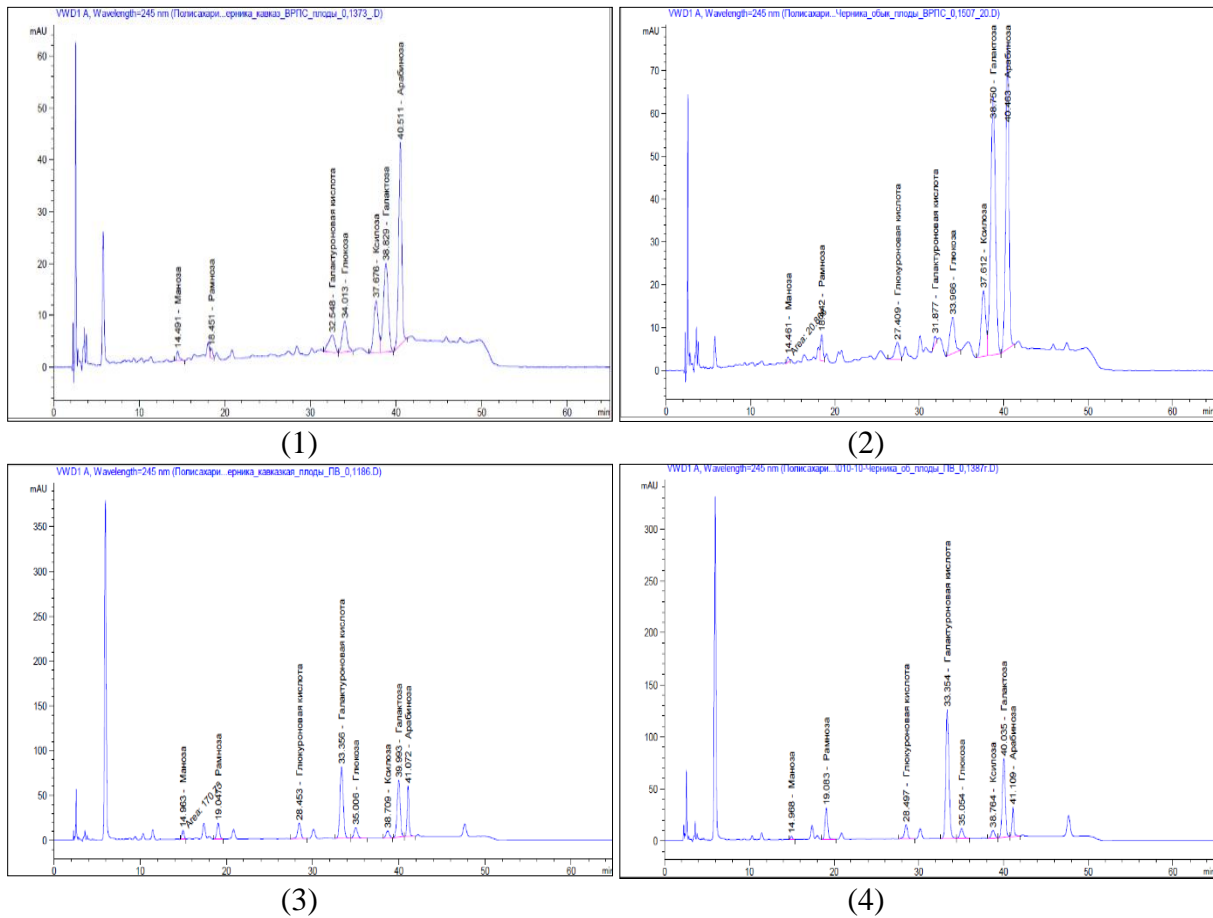 VWD1 A, Wavelength=245 nm (Полисахари...ерника_кавказ_ВРПС_плоды_0,1373_.D)
mAU
60
50
40
30
20
10
0
14.491 - Маноза
18.451 - Рамноза
32.548 - Галактуроновая кислота
34.013 - Глюкоза
37.676 - Ксилоза
38.829 - Галактоза
40.511 - Арабиноза
0 10 20 30 40 50 60 min
(1)
VWD1 A, Wavelength=245 nm (Полисахари...Черника_обык_плоды_ВРПС_0,1507_20.D)
mAU
70
60
50
40
30
20
10
0
14.461 - Маноза
- Рамноза
27.409 - Глюкуроновая кислота
31.877 - Галактуроновая кислота
33.966 - Глюкоза
37.612 - Ксилоза
38.750 - Галактоза
40.463 - Арабиноза
0 10 20 30 40 50 60 min
(2)
VWD1 A, Wavelength=245 nm (Полисахари...ерника_кавказкая_плоды_ПВ_0,1186.D)
mAU
350
300
250
200
150
100
50
0
14.963 - Маноза
Area: 170.79
19.047 - Рамноза
28.453 - Глюкуроновая кислота
33.356 - Галактуроновая кислота
35.006 - Глюкоза
38.709 - Ксилоза
39.993 - Галактоза
41.072 - Арабиноза
0 10 20 30 40 50 60 min
(3)
VWD1 A, Wavelength=245 nm (Полисахари...\010-10-Черника_об_плоды_ПВ_0,1387г.D)
mAU
300
250
200
150
100
50
0
14.968 - Маноза
19.083 - Рамноза
28.497 - Глюкуроновая кислота
33.354 - Галактуроновая кислота
35.054 - Глюкоза
38.764 - Ксилоза
40.035 - Галактоза
41.109 - Арабиноза
0 10 20 30 40 50 60 min
(4)